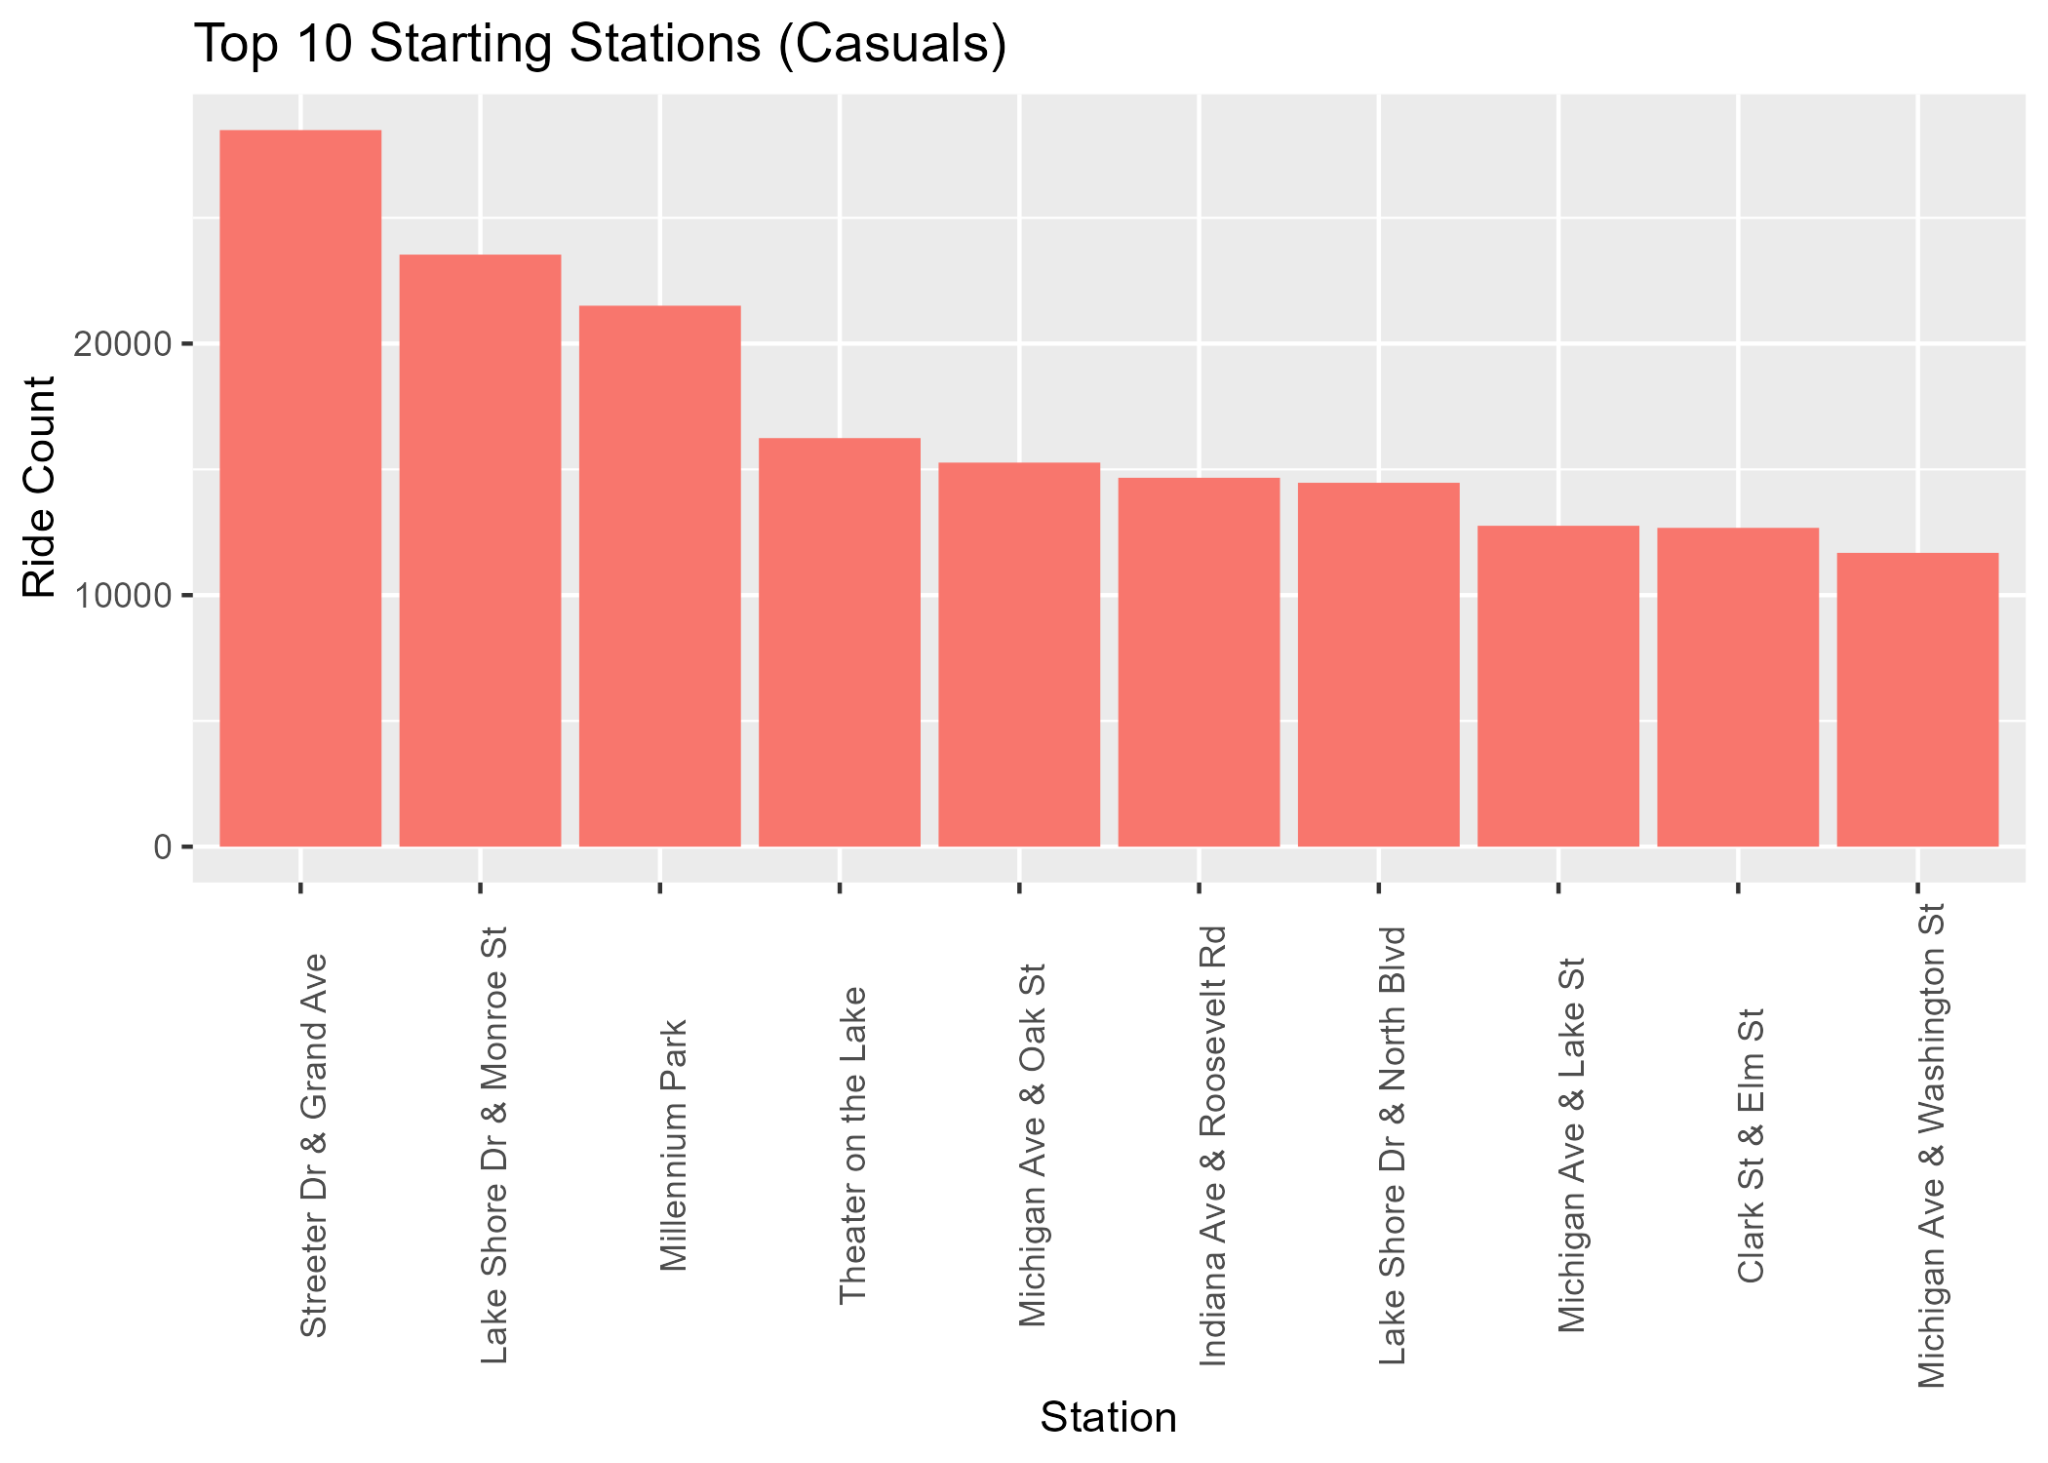 Top 10 Starting Stations (Casuals)
Ride Count
20000
10000
0
Streeter Dr & Grand Ave
Lake Shore Dr & Monroe St
Millennium Park
Theater on the Lake
Michigan Ave & Oak St
Indiana Ave & Roosevelt Rd
Lake Shore Dr & North Blvd
Michigan Ave & Lake St
Clark St & Elm St
Michigan Ave & Washington St
Station